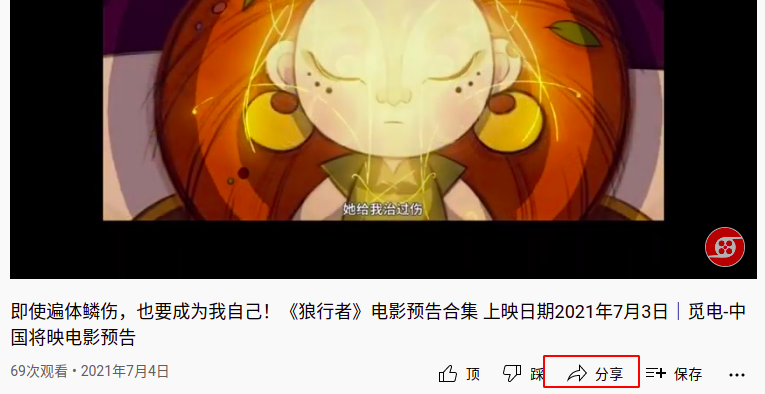 她给我治过伤
即使遍体鳞伤，也要成为我自己！《狼行者》电影预告合集 上映日期2021年7月3日｜觅电-中
国将映电影预告
69次观看 • 2021年7月4日 顶 踩 分享 保存